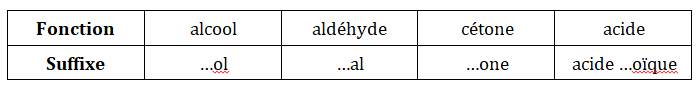 Fonction alcool aldéhyde cétone acide
Suffixe …ol …al …one acide …oïque